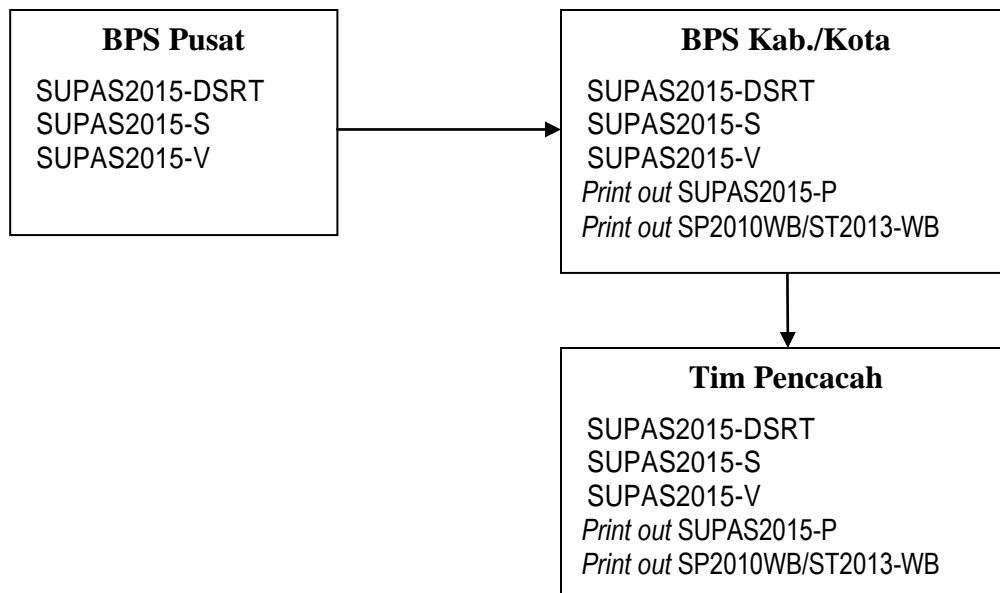 BPS Pusat
SUPAS2015-DSRT
SUPAS2015-S
SUPAS2015-V
BPS Kab./Kota
SUPAS2015-DSRT
SUPAS2015-S
SUPAS2015-V
Print out SUPAS2015-P
Print out SP2010WB/ST2013-WB
Tim Pencacah
SUPAS2015-DSRT
SUPAS2015-S
SUPAS2015-V
Print out SUPAS2015-P
Print out SP2010WB/ST2013-WB